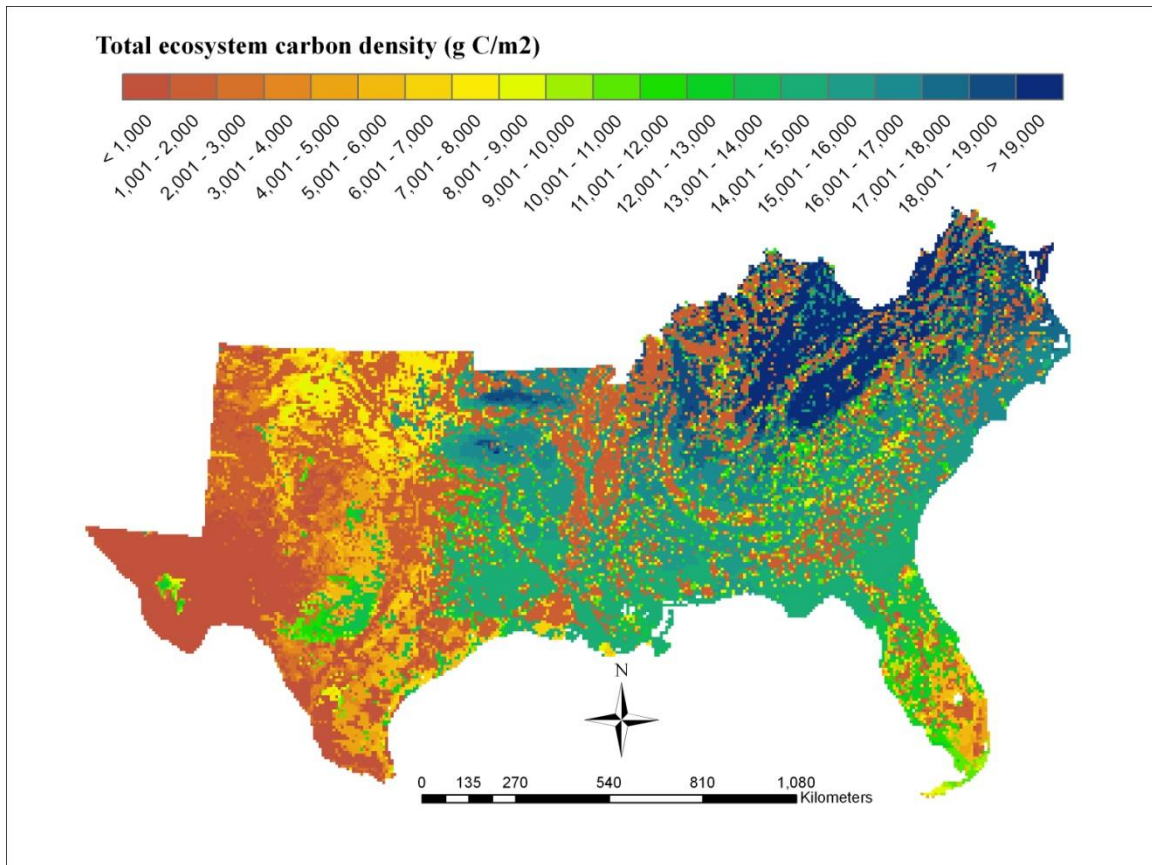 Total ecosystem carbon density (g C/m2)
< 1,000
1,001 - 2,000
2,001 - 3,000
3,001 - 4,000
4,001 - 5,000
5,001 - 6,000
6,001 - 7,000
7,001 - 8,000
8,001 - 9,000
9,001 - 10,000
10,001 - 11,000
11,001 - 12,000
12,001 - 13,000
13,001 - 14,000
14,001 - 15,000
15,001 - 16,000
16,001 - 17,000
17,001 - 18,000
18,001 - 19,000
> 19,000
N
0 135 270 540 810 1,080
Kilometers